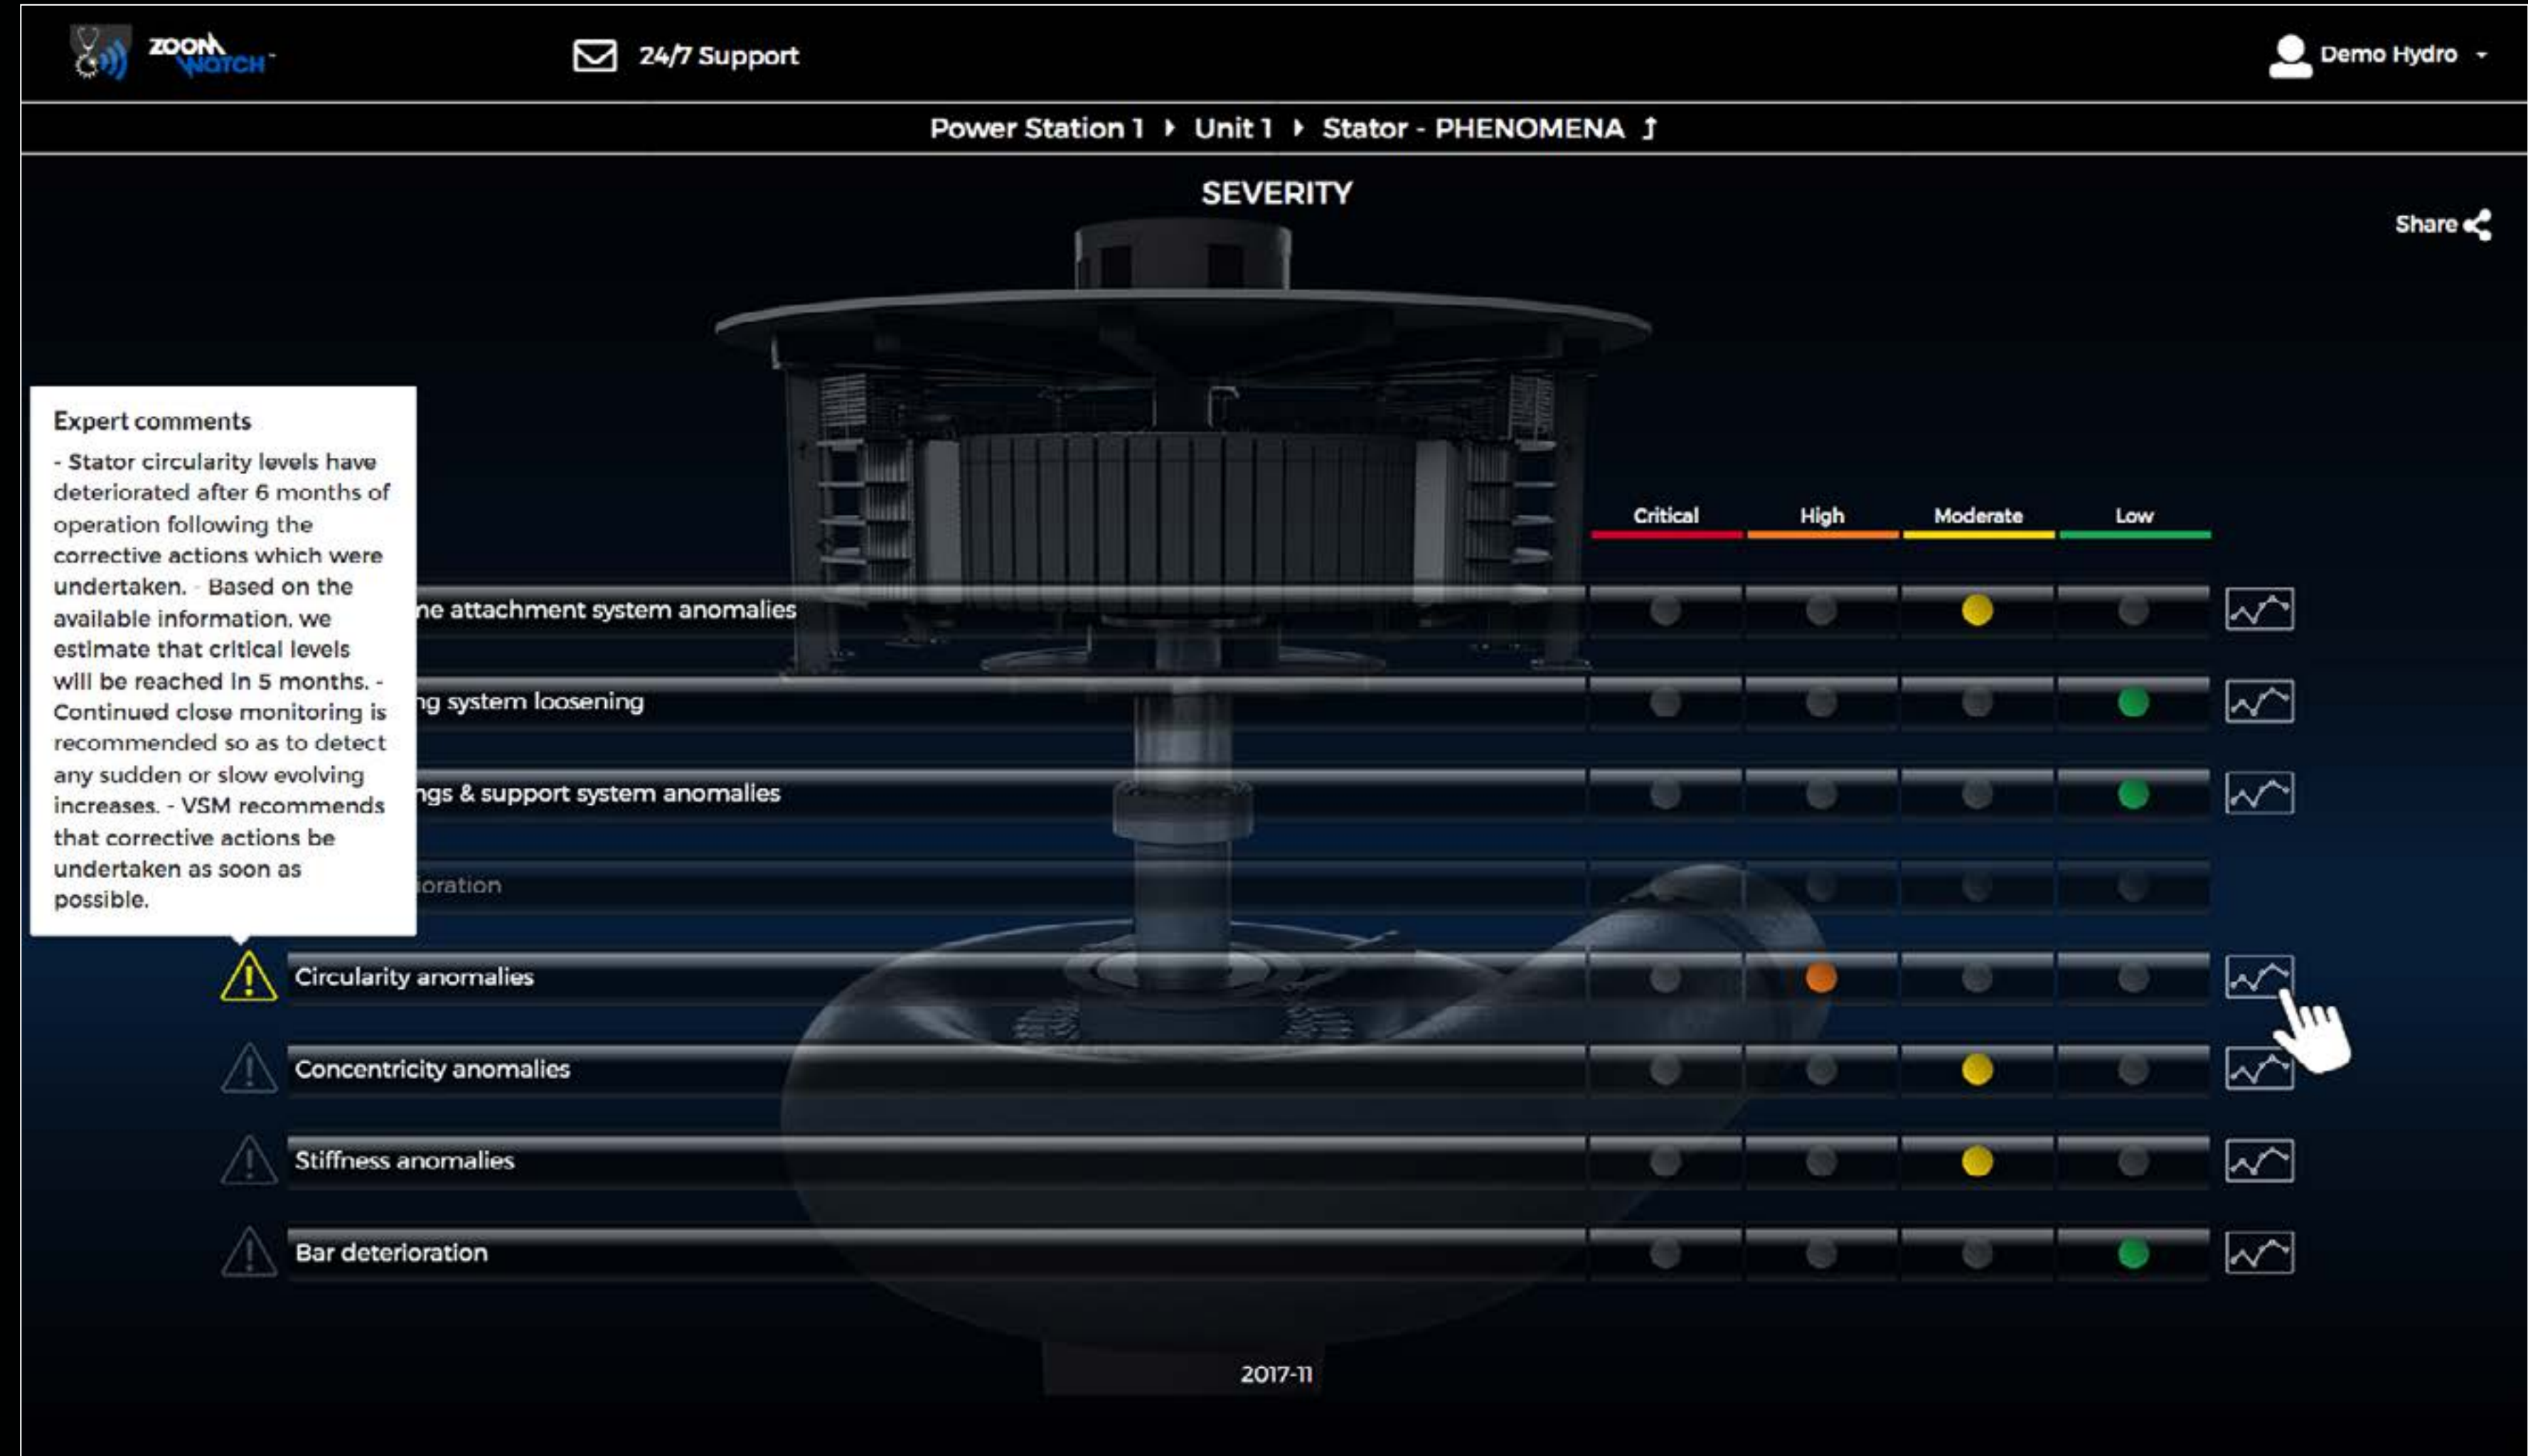 ZOOM
WATCH™
24/7 Support
Demo Hydro
Power Station 1 ▸ Unit 1 ▸ Stator - PHENOMENA
SEVERITY
Share
Expert comments
- Stator circularity levels have
deteriorated after 6 months of
operation following the
corrective actions which were
undertaken. - Based on the
available information, we
estimate that critical levels
will be reached in 5 months. -
Continued close monitoring is
recommended so as to detect
any sudden or slow evolving
increases. - VSM recommends
that corrective actions be
undertaken as soon as
possible.
Critical High Moderate Low
attachment system anomalies
system loosening
& support system anomalies
Circularity anomalies
Concentricity anomalies
Stiffness anomalies
Bar deterioration
2017-11